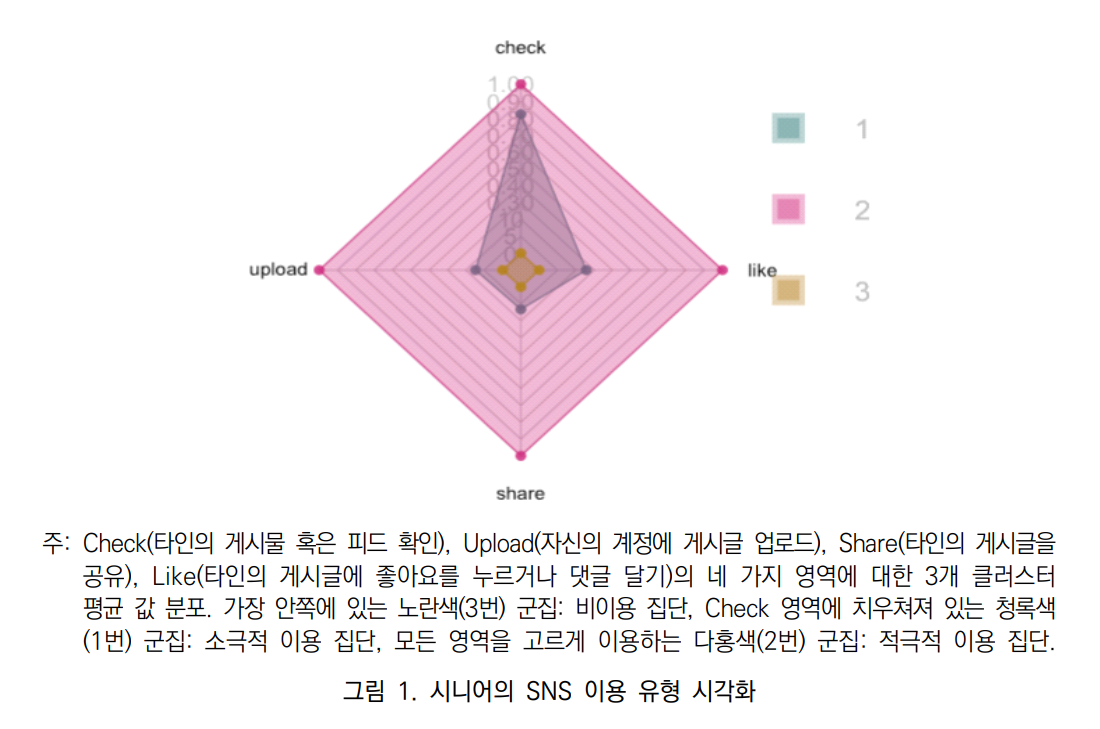 check
1.00
0.90
0.80
0.50
0.40
0.30
10
5
0
upload
like
share
1
2
3
주: Check(타인의 게시물 혹은 피드 확인), Upload(자신의 계정에 게시글 업로드), Share(타인의 게시글을
공유), Like(타인의 게시글에 좋아요를 누르거나 댓글 달기)의 네 가지 영역에 대한 3개 클러스터
평균 값 분포. 가장 안쪽에 있는 노란색(3번) 군집: 비이용 집단, Check 영역에 치우쳐져 있는 청록색
(1번) 군집: 소극적 이용 집단, 모든 영역을 고르게 이용하는 다홍색(2번) 군집: 적극적 이용 집단.
그림 1. 시니어의 SNS 이용 유형 시각화